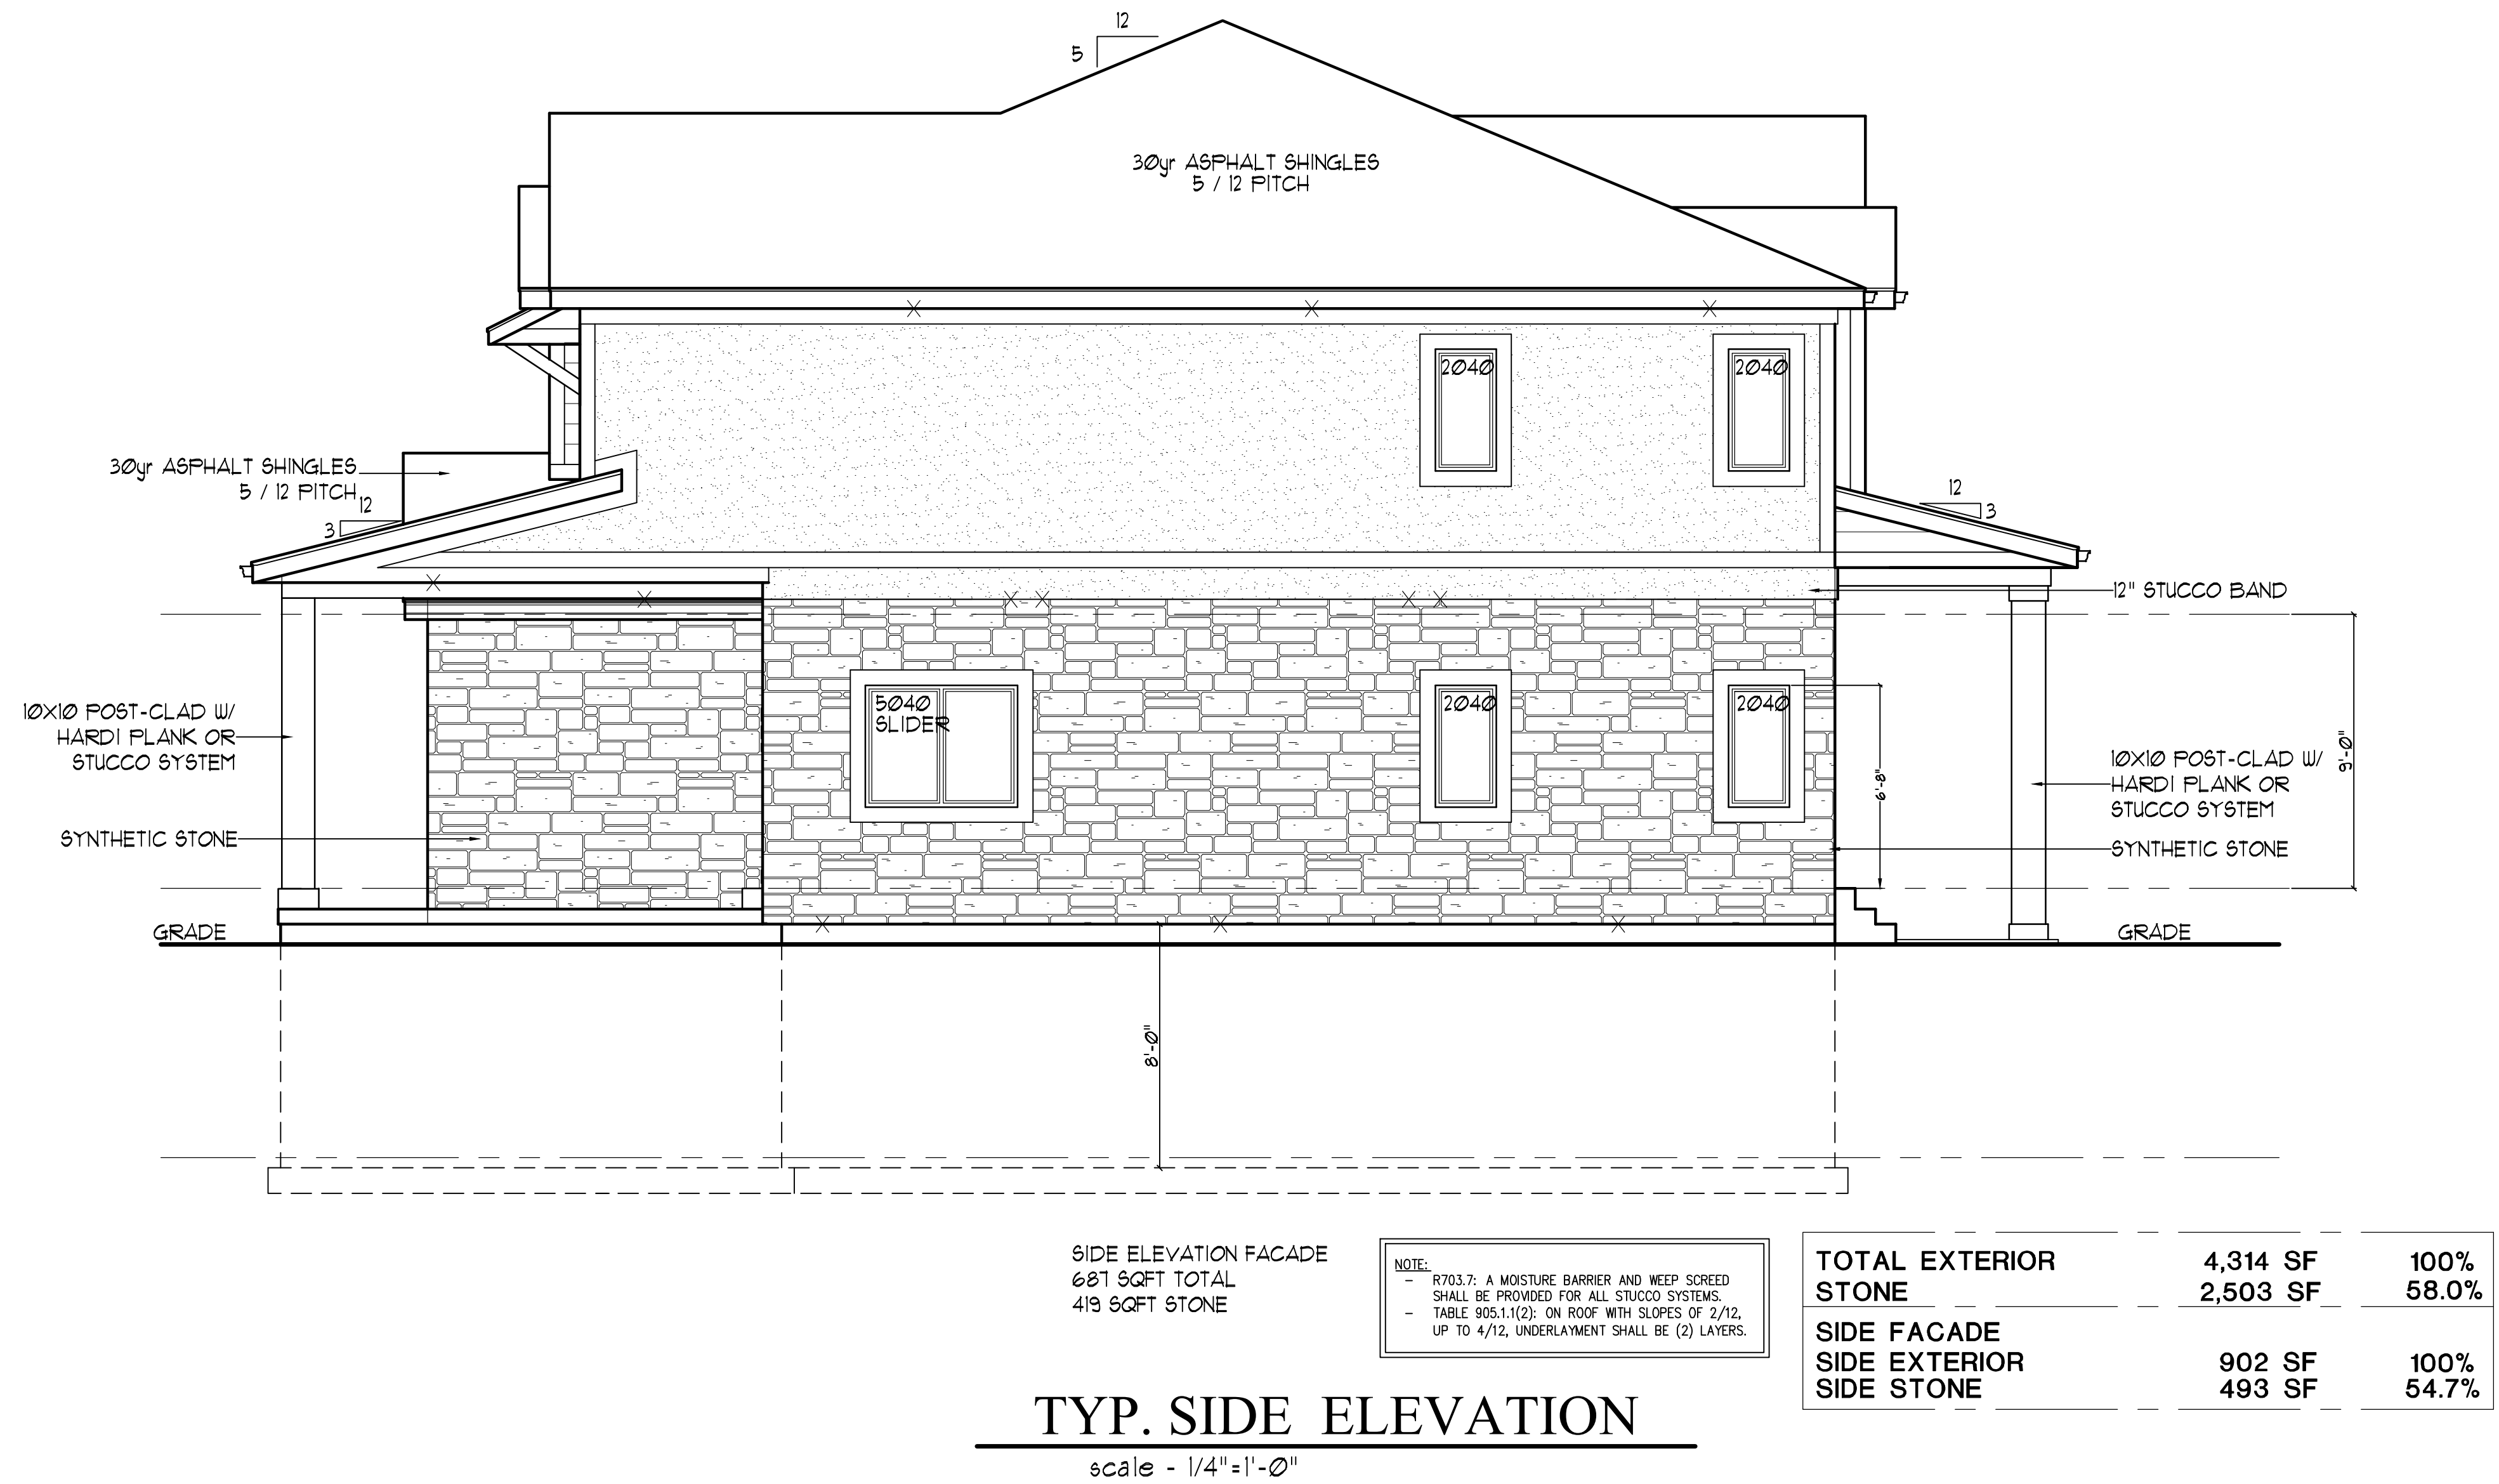 12
5
30yr ASPHALT SHINGLES
5 / 12 PITCH
2040
2040
30yr ASPHALT SHINGLES
5 / 12 PITCH
12
3
12
3
12" STUCCO BAND
10X10 POST-CLAD W/
HARDI PLANK OR
STUCCO SYSTEM
5040
SLIDER
2040
2040
6'-8"
9'-0"
10X10 POST-CLAD W/
HARDI PLANK OR
STUCCO SYSTEM
SYNTHETIC STONE
SYNTHETIC STONE
GRADE
GRADE
8'-0"
SIDE ELEVATION FACADE
687 SQFT TOTAL
419 SQFT STONE
NOTE:
- R703.7: A MOISTURE BARRIER AND WEEP SCREED
SHALL BE PROVIDED FOR ALL STUCCO SYSTEMS.
- TABLE 905.1.1(2): ON ROOF WITH SLOPES OF 2/12,
UP TO 4/12, UNDERLAYMENT SHALL BE (2) LAYERS.
TOTAL EXTERIOR 4,314 SF 100%
STONE 2,503 SF 58.0%
SIDE FACADE
SIDE EXTERIOR 902 SF 100%
SIDE STONE 493 SF 54.7%
TYP. SIDE ELEVATION
scale - 1/4"=1'-0"